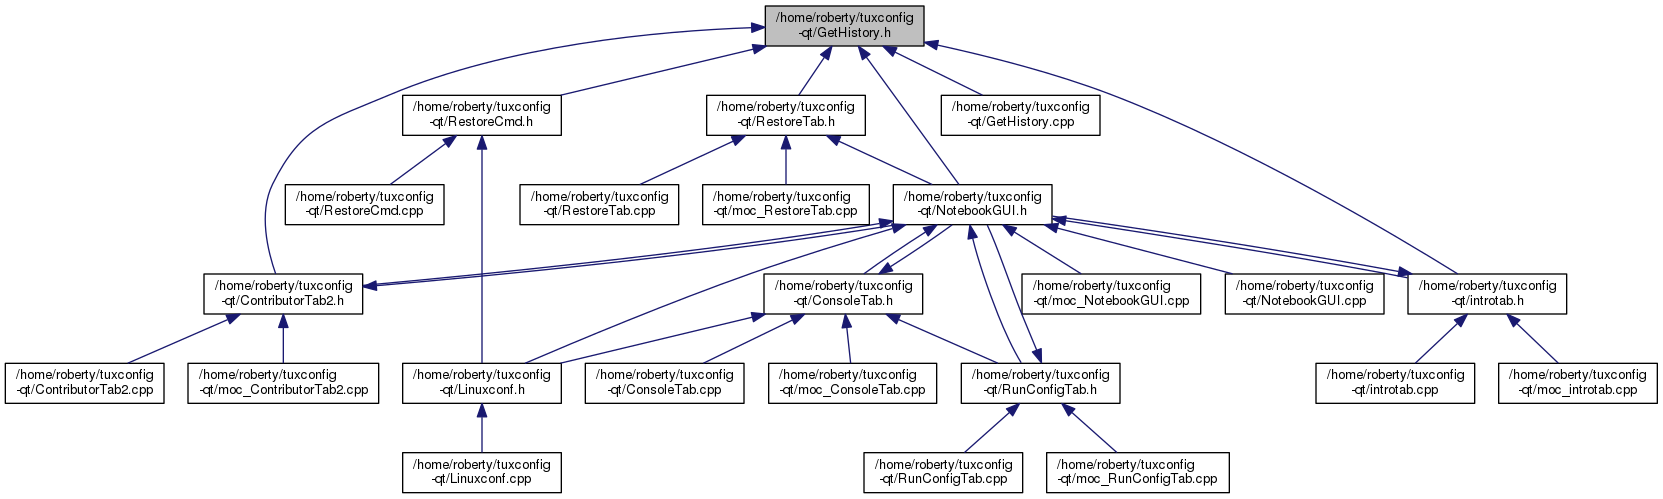 /home/roberty/tuxconfig
-qt/GetHistory.h
/home/roberty/tuxconfig
-qt/RestoreCmd.h
/home/roberty/tuxconfig
-qt/RestoreTab.h
/home/roberty/tuxconfig
-qt/GetHistory.cpp
/home/roberty/tuxconfig
-qt/RestoreCmd.cpp
/home/roberty/tuxconfig
-qt/RestoreTab.cpp
/home/roberty/tuxconfig
-qt/moc_RestoreTab.cpp
/home/roberty/tuxconfig
-qt/NotebookGUI.h
/home/roberty/tuxconfig
-qt/ContributorTab2.h
/home/roberty/tuxconfig
-qt/ConsoleTab.h
/home/roberty/tuxconfig
-qt/moc_NotebookGUI.cpp
/home/roberty/tuxconfig
-qt/NotebookGUI.cpp
/home/roberty/tuxconfig
-qt/introtab.h
/home/roberty/tuxconfig
-qt/ContributorTab2.cpp
/home/roberty/tuxconfig
-qt/moc_ContributorTab2.cpp
/home/roberty/tuxconfig
-qt/Linuxconf.h
/home/roberty/tuxconfig
-qt/ConsoleTab.cpp
/home/roberty/tuxconfig
-qt/moc_ConsoleTab.cpp
/home/roberty/tuxconfig
-qt/RunConfigTab.h
/home/roberty/tuxconfig
-qt/introtab.cpp
/home/roberty/tuxconfig
-qt/moc_introtab.cpp
/home/roberty/tuxconfig
-qt/Linuxconf.cpp
/home/roberty/tuxconfig
-qt/RunConfigTab.cpp
/home/roberty/tuxconfig
-qt/moc_RunConfigTab.cpp